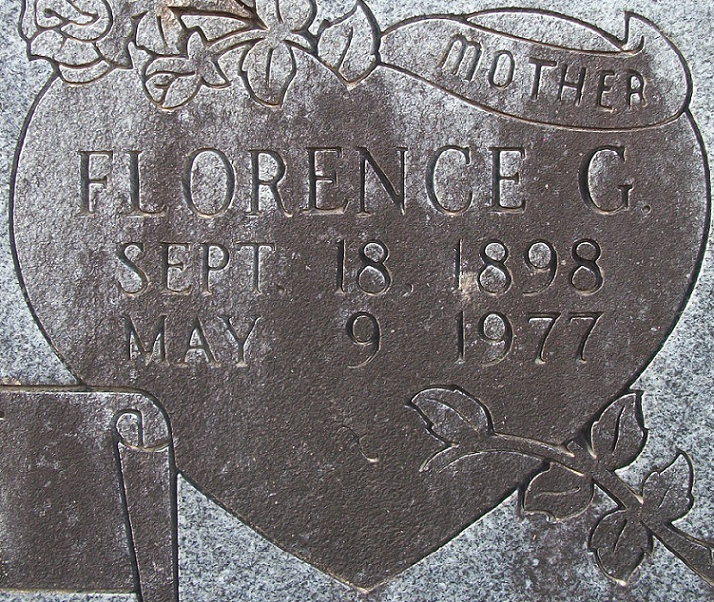 MOTHER
FLORENCE G.
SEPT. 18, 1898
MAY 9 1977